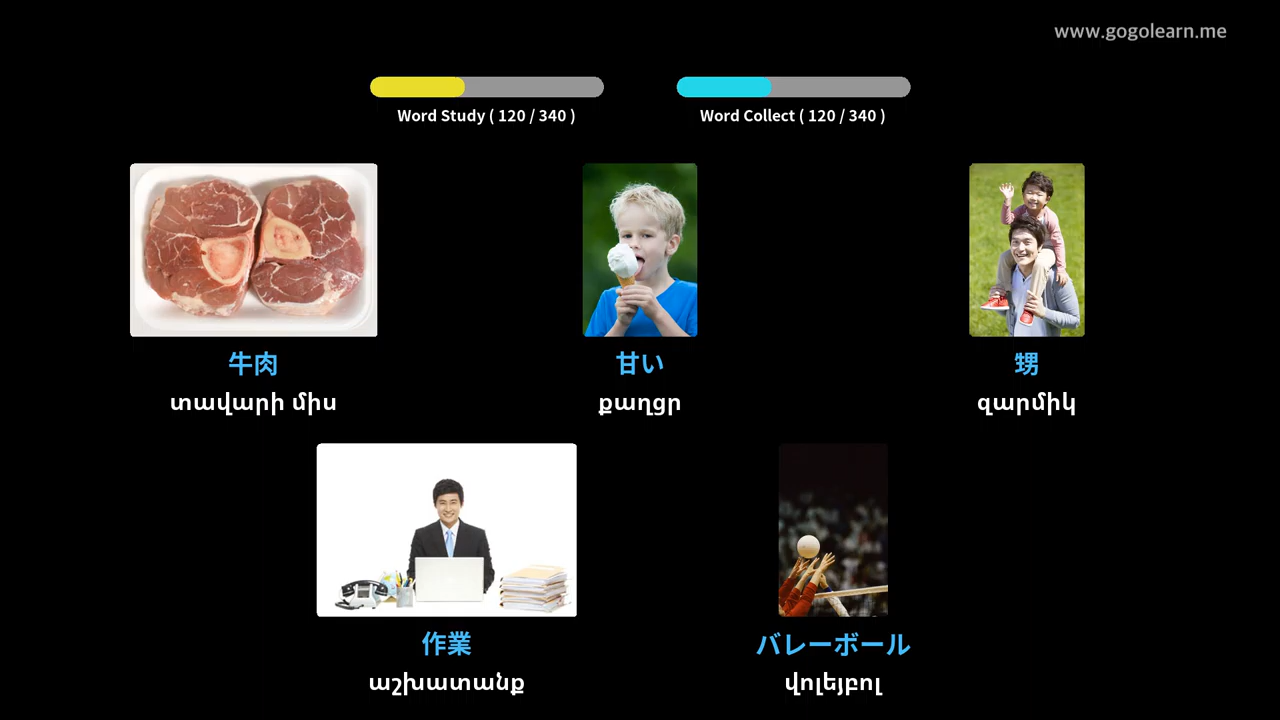 www.gogolearn.me
Word Study ( 120 / 340 )
Word Collect ( 120 / 340 )
牛肉
տավարի միս
甘い
քաղցր
甥
զարմիկ
作業
աշխատանք
バレーボール
վոլեյբոլ